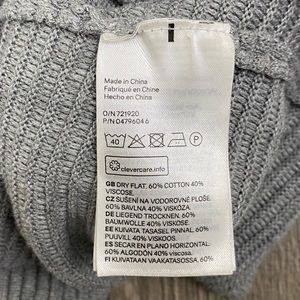 Made in China
Fabriqué en Chine
Hecho en China
O/N 721920
P/N 04796046
40
clevercare.info
GB DRY FLAT. 60% COTTON 40%
VISCOSE.
CZ SUŠENÍ NA VODOROVNÉ PLOŠE.
60% BAVLNA 40% VISKÓZA.
DE LIEGEND TROCKNEN. 60%
BAUMWOLLE 40% VISKOSE.
EE KUIVATA TASASEL PINNAL. 60%
PUUVILL 40% VISKOOS.
ES SECAR EN PLANO HORIZONTAL.
60% ALGODÓN 40% VISCOSA.
FI KUIVATAAN VAAKATASOSSA. 60%